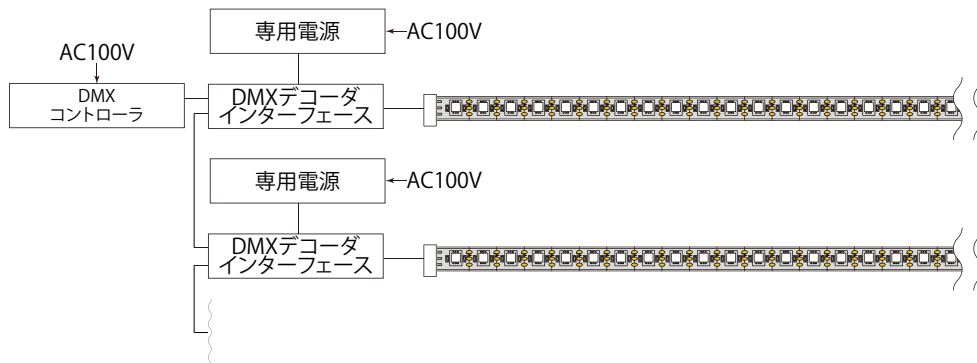 専用電源
AC100V
AC100V
DMX
コントローラ
DMXデコーダ
インターフェース
専用電源
AC100V
DMXデコーダ
インターフェース